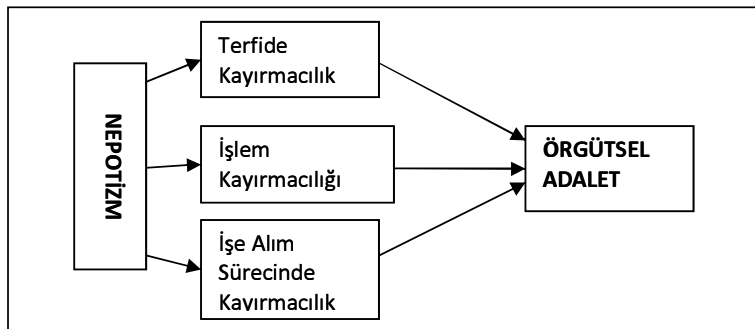 NEPOTİZM
Terfide
Kayırmacılık
İşlem
Kayırmacılığı
İşe Alım
Sürecinde
Kayırmacılık
ÖRGÜTSEL
ADALET